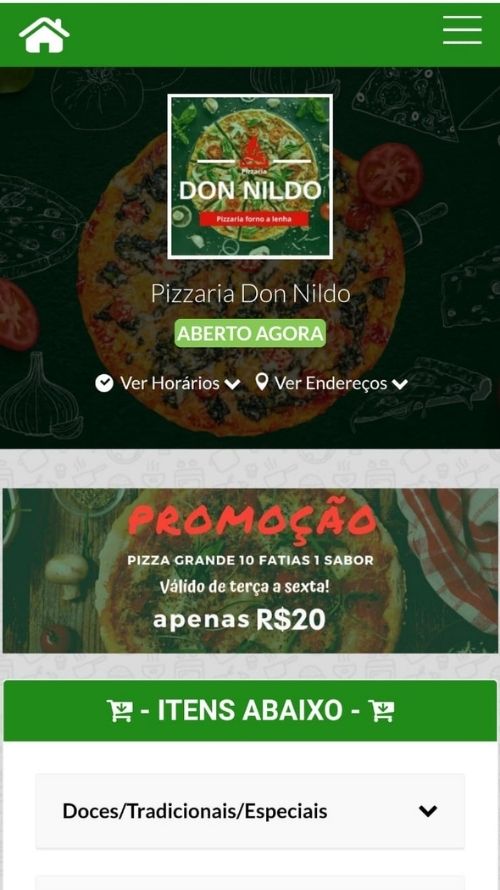 Pizzaria
DON NILDO
Pizzaria forno a lenha
Pizzaria Don Nildo
ABERTO AGORA
Ver Horários Ver Endereços
PROMOÇÃO
PIZZA GRANDE 10 FATIAS 1 SABOR
Válido de terça a sexta!
apenas R$20
- ITENS ABAIXO -
Doces/Tradicionais/Especiais